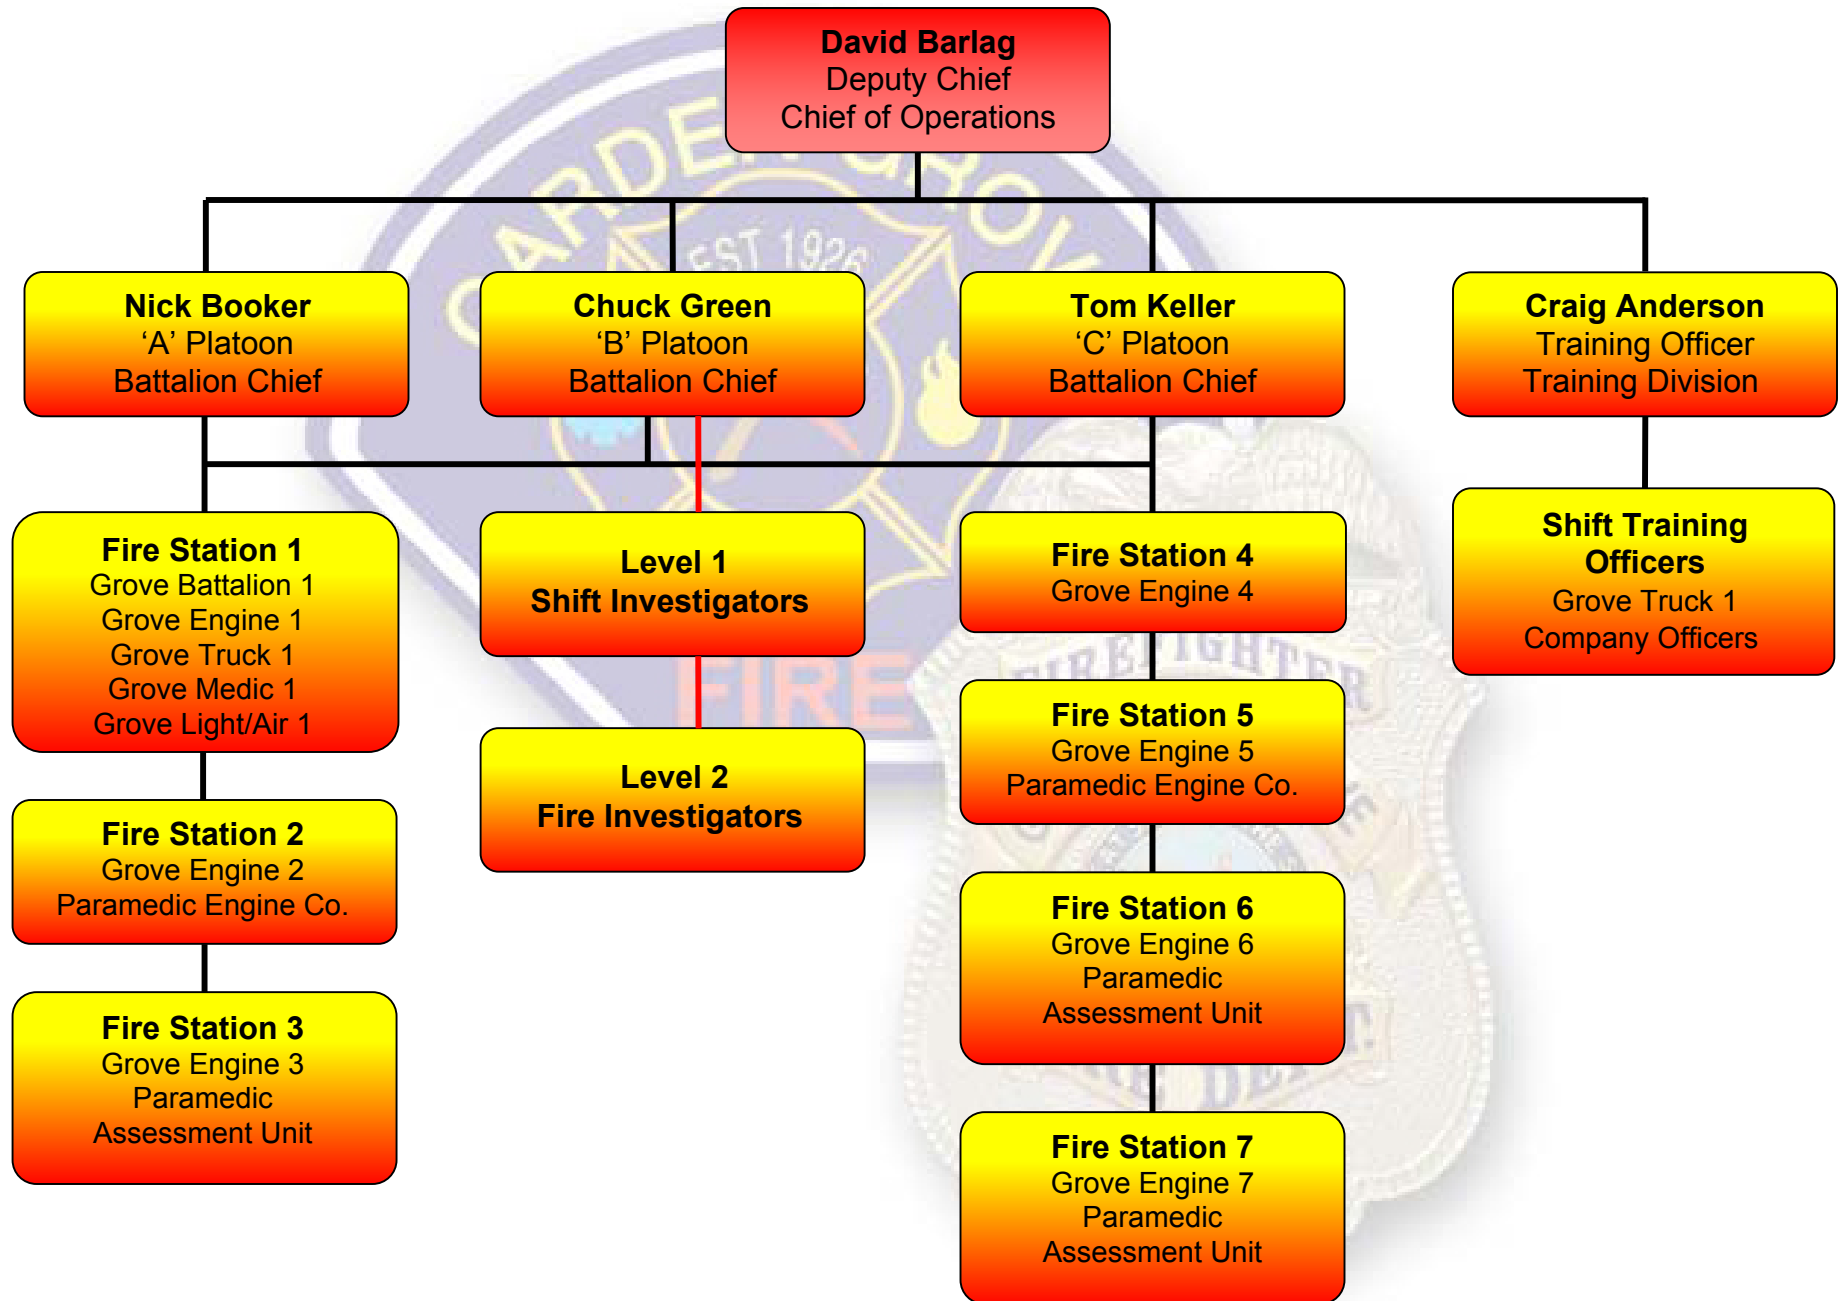 David Barlag
Deputy Chief
Chief of Operations
GARDEN GROVE
EST 1926
Nick Booker
‘A’ Platoon
Battalion Chief
Chuck Green
‘B’ Platoon
Battalion Chief
Tom Keller
‘C’ Platoon
Battalion Chief
Craig Anderson
Training Officer
Training Division
Fire Station 1
Grove Battalion 1
Grove Engine 1
Grove Truck 1
Grove Medic 1
Grove Light/Air 1
Level 1
Shift Investigators
Fire Station 4
Grove Engine 4
Shift Training
Officers
Grove Truck 1
Company Officers
FIRE
FIREFIGHTER
Level 2
Fire Investigators
Fire Station 5
Grove Engine 5
Paramedic Engine Co.
Fire Station 2
Grove Engine 2
Paramedic Engine Co.
Fire Station 6
Grove Engine 6
Paramedic
Assessment Unit
Fire Station 3
Grove Engine 3
Paramedic
Assessment Unit
Fire Station 7
Grove Engine 7
Paramedic
Assessment Unit